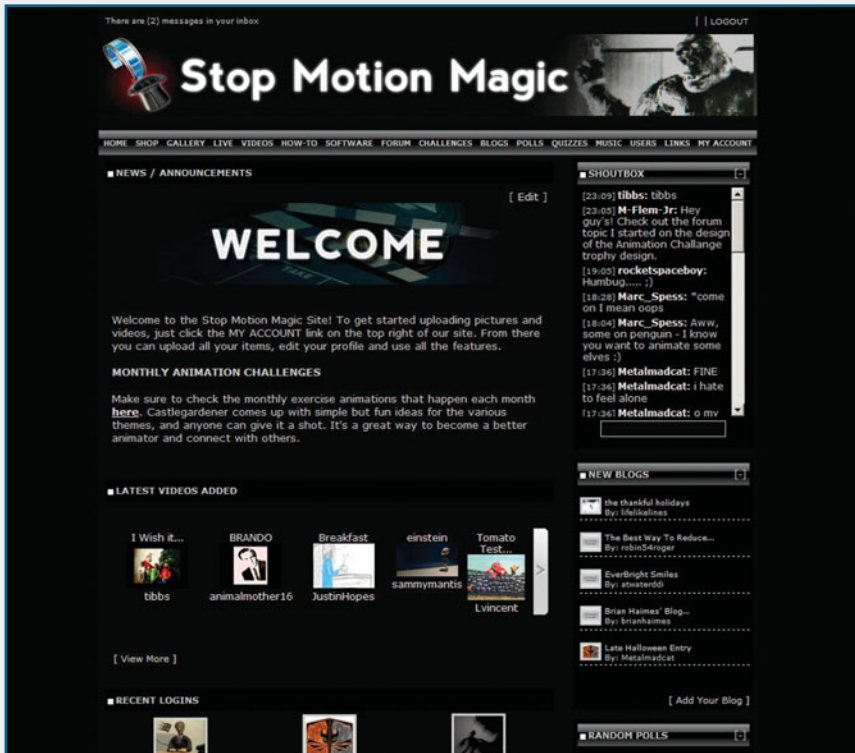 There are (2) messages in your inbox
| | LOGOUT
Stop Motion Magic
HOME SHOP GALLERY LIVE VIDEOS HOW-TO SOFTWARE FORUM CHALLENGES BLOGS POLLS QUIZZES MUSIC USERS LINKS MY ACCOUNT
NEWS / ANNOUNCEMENTS
[ Edit ]
WELCOME
TAKE
Welcome to the Stop Motion Magic Site! To get started uploading pictures and
videos, just click the MY ACCOUNT link on the top right of our site. From there
you can upload all your items, edit your profile and use all the features.
MONTHLY ANIMATION CHALLENGES
Make sure to check the monthly exercise animations that happen each month
here. Castlegardener comes up with simple but fun ideas for the various
themes, and anyone can give it a shot. It's a great way to become a better
animator and connect with others.
LATEST VIDEOS ADDED
I Wish it...
tibbs
BRANDO
animalmother16
Breakfast
JustinHopes
einstein
sammymantis
Tomato
Test...
Lvincent
>
[ View More ]
RECENT LOGINS
SHOUTBOX [-]
[23:09] tibbs: tibbs
[23:05] M-Flem-Jr: Hey
guy's! Check out the forum
topic I started on the design
of the Animation Challange
trophy design.
[19:05] rocketspaceboy:
Humbug..... ;)
[18:28] Marc_Spess: "come
on I mean oops
[18:04] Marc_Spess: Aww,
some on penguin - I know
you want to animate some
elves :)
[17:36] Metalmadcat: FINE
[17:36] Metalmadcat: i hate
to feel alone
[17:36] Metalmadcat: o my
NEW BLOGS [-]
the thankful holidays
By: lifelikelines
The Best Way To Reduce...
By: robin54roger
EverBright Smiles
By: atwaterddi
Brian Haimes' Blog...
By: brianhaimes
Late Halloween Entry
By: Metalmadcat
[ Add Your Blog ]
RANDOM POLLS [-]